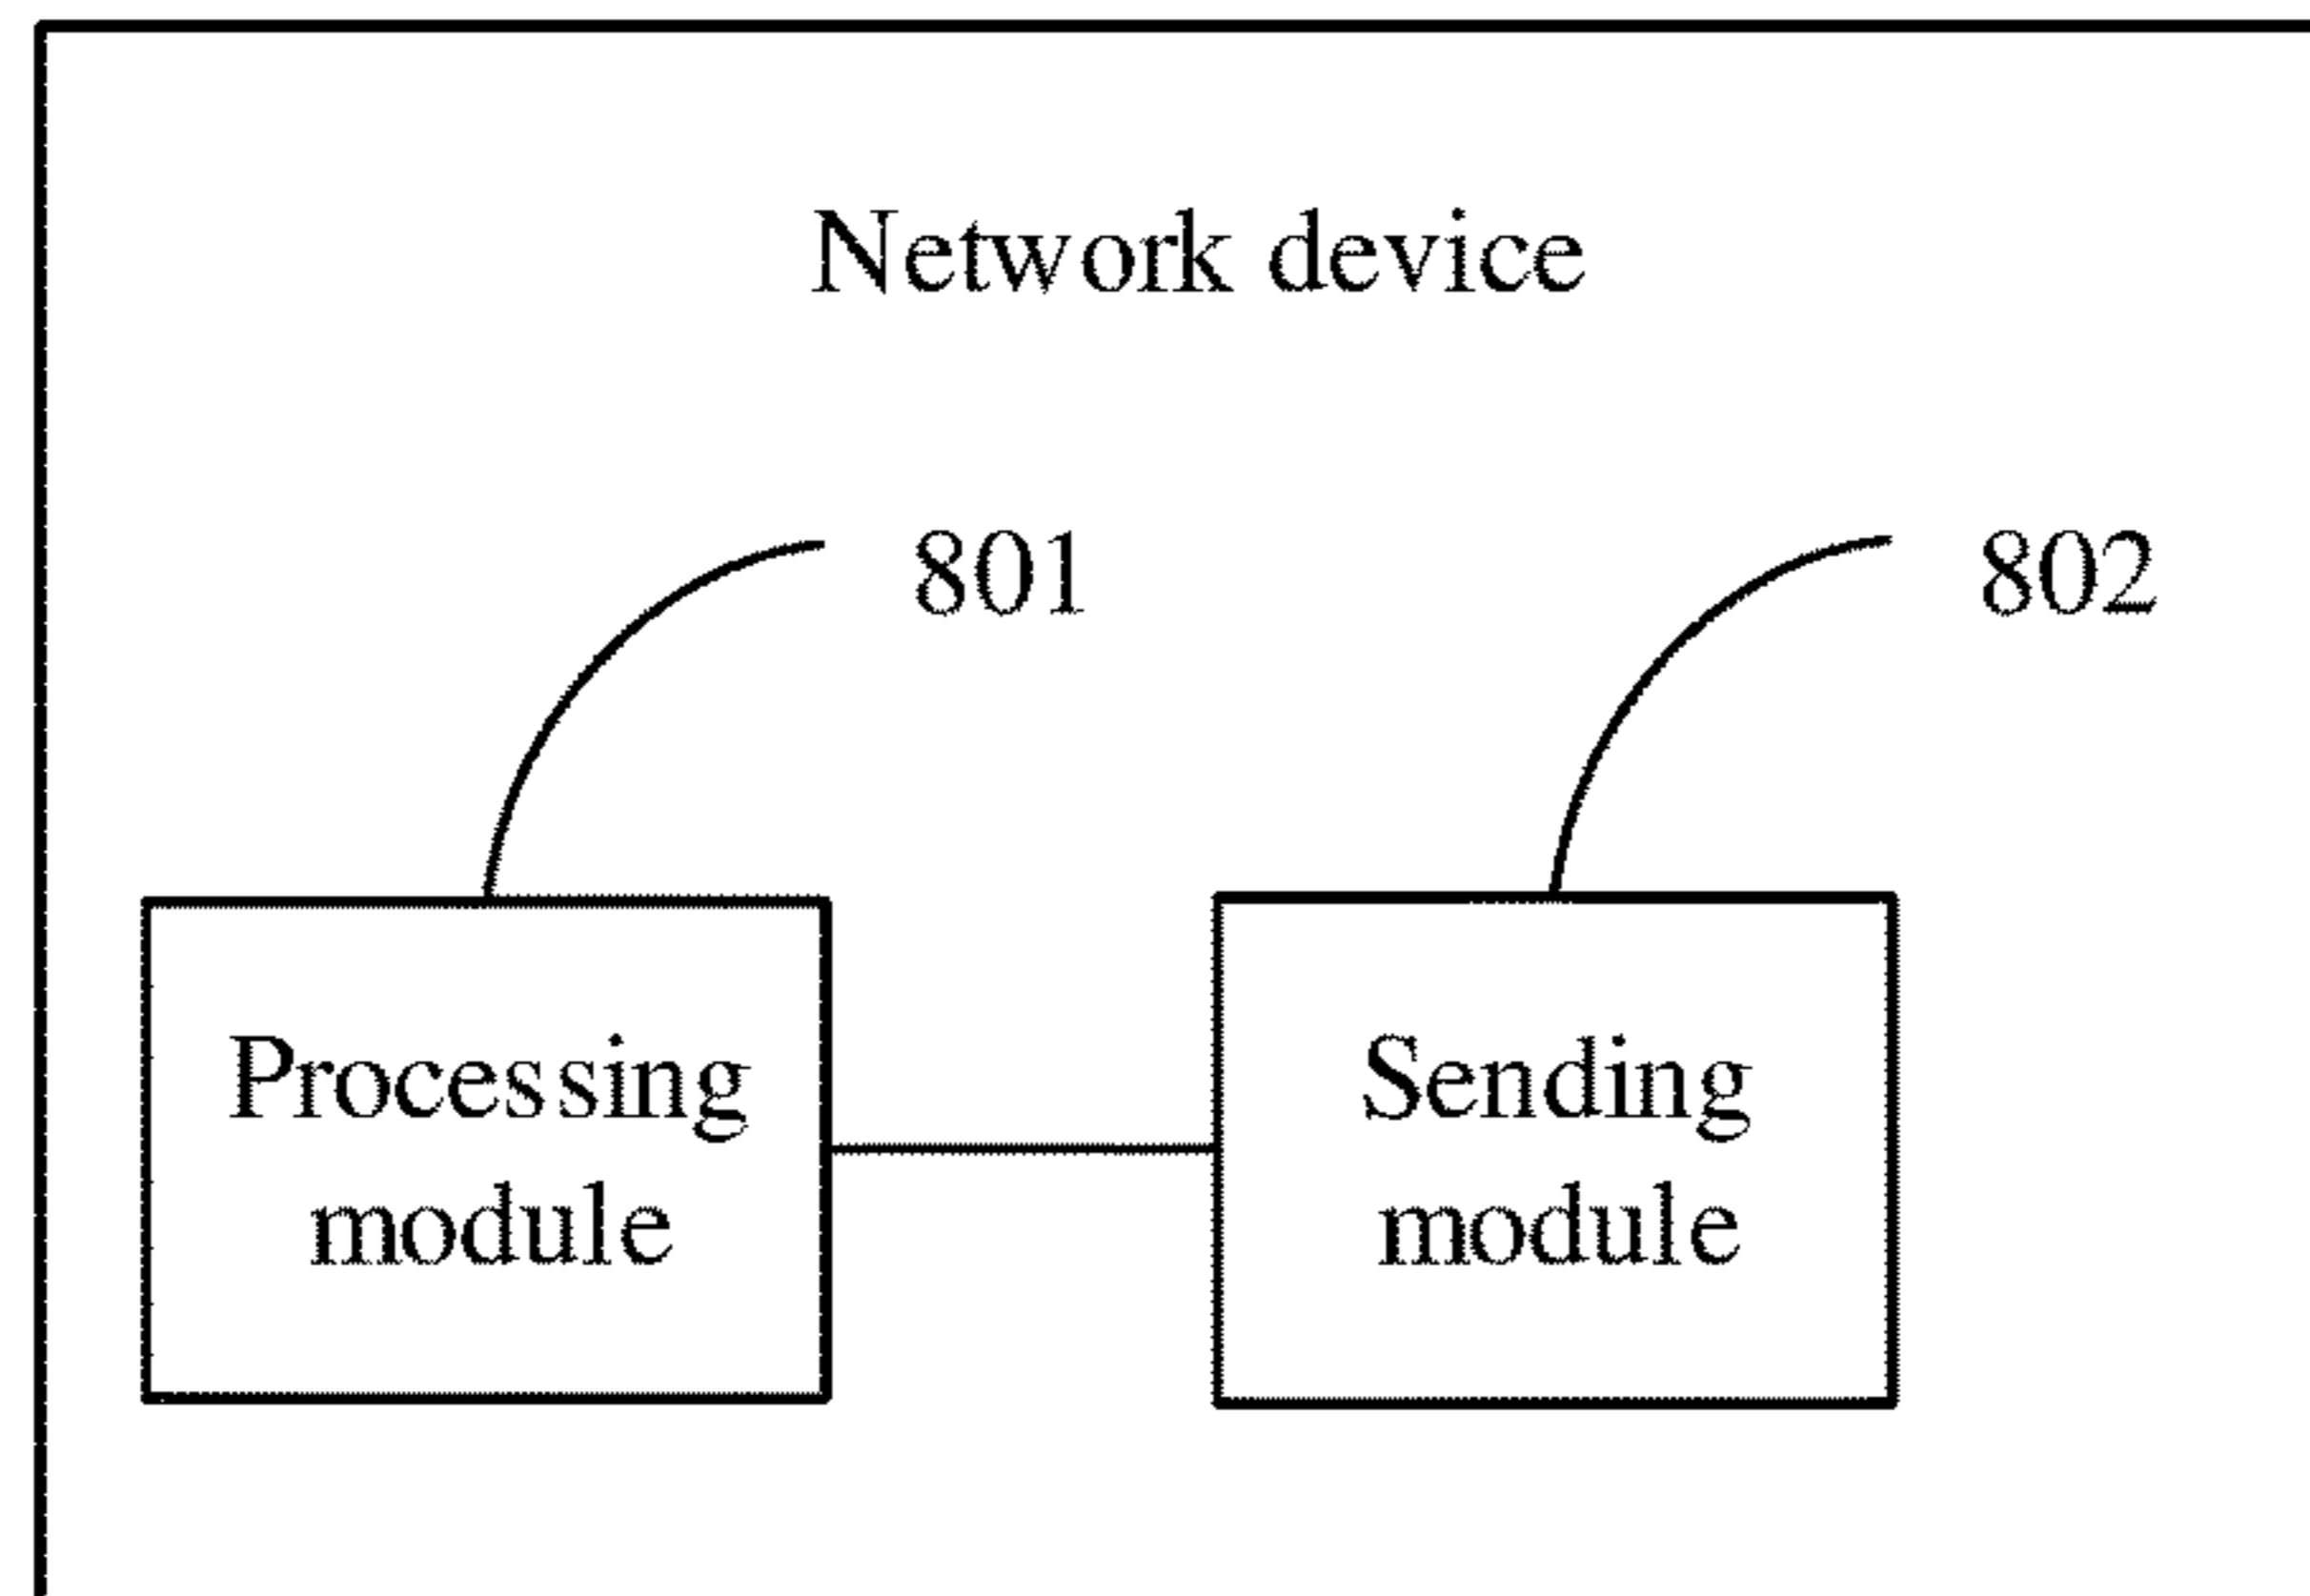 Network device
801
802
Processing
module
Sending
module